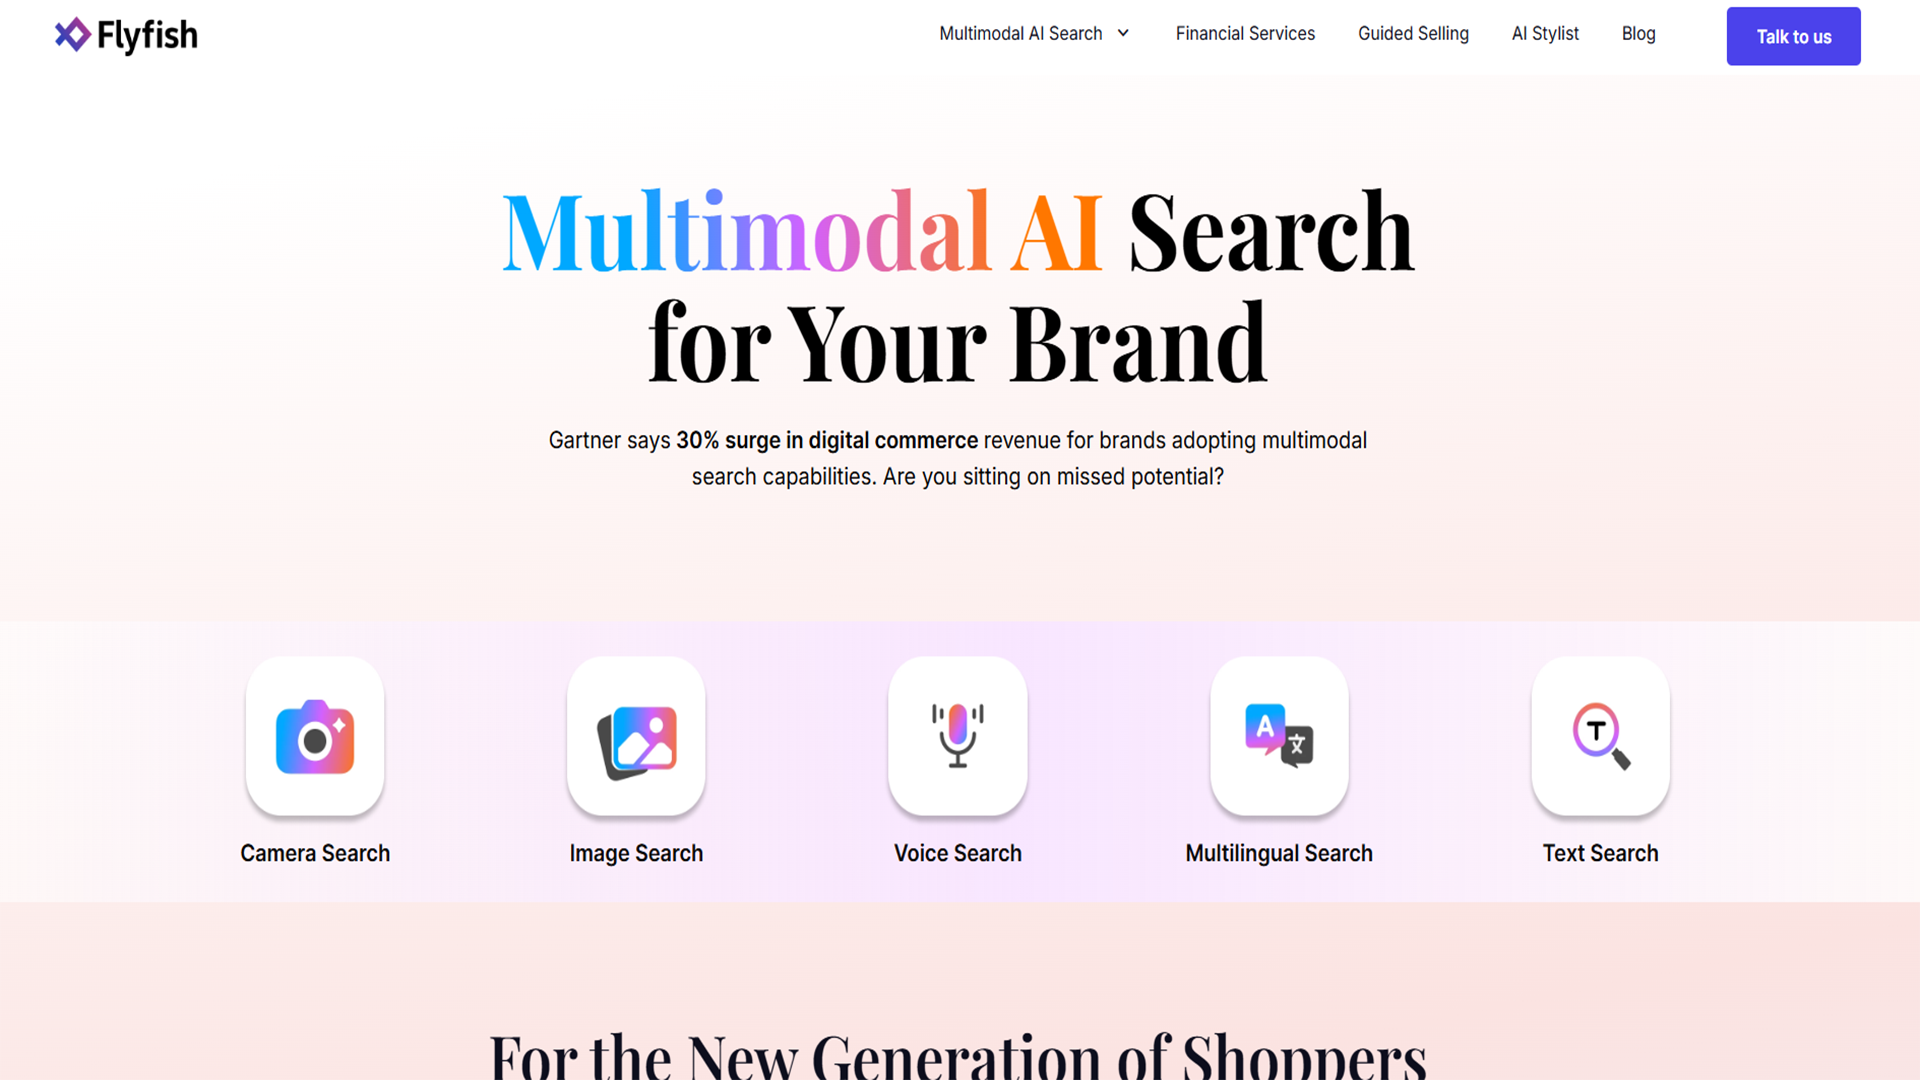 Flyfish
Multimodal AI Search
Financial Services
Guided Selling
AI Stylist
Blog
Talk to us
Multimodal AI Search
for Your Brand
Gartner says 30% surge in digital commerce revenue for brands adopting multimodal
search capabilities. Are you sitting on missed potential?
A
文
T
Camera Search
Image Search
Voice Search
Multilingual Search
Text Search
For the New Generation of Shoppers